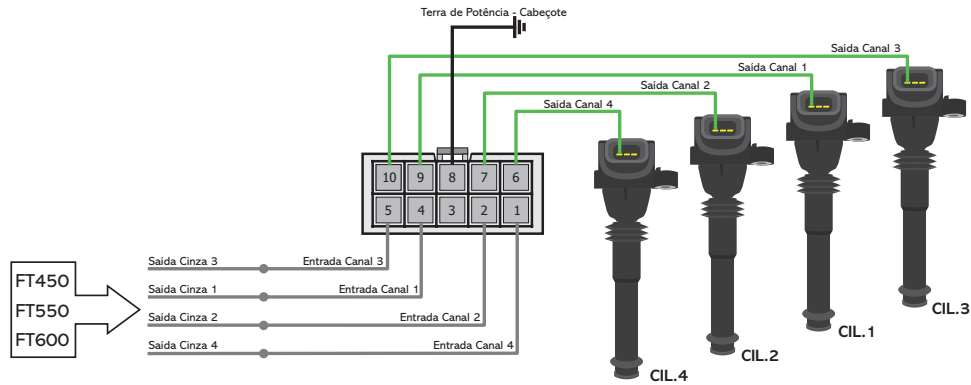 Terra de Potência - Cabeçote
Saída Canal 3
Saída Canal 1
Saída Canal 2
Saída Canal 4
10 9 8 7 6
5 4 3 2 1
Saída Cinza 3 Entrada Canal 3
Saída Cinza 1 Entrada Canal 1
Saída Cinza 2 Entrada Canal 2
Saída Cinza 4 Entrada Canal 4
FT450
FT550
FT600
CIL.3
CIL.1
CIL.2
CIL.4